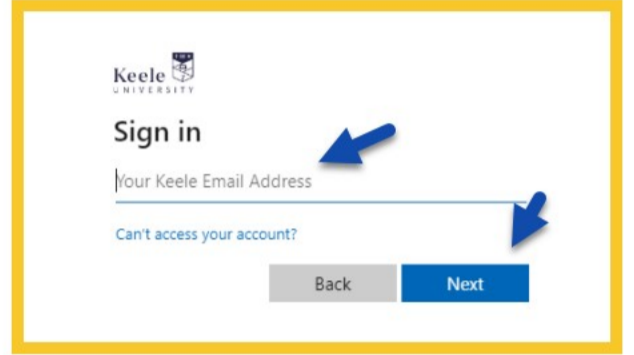 Keele
UNIVERSITY
Sign in
Your Keele Email Address
Can't access your account?
Back Next